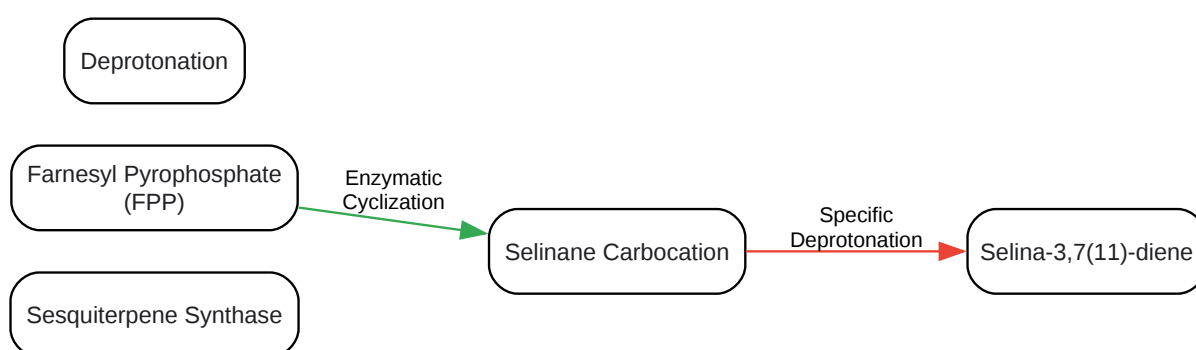 Deprotonation
Farnesyl Pyrophosphate
(FPP)
Enzymatic
Cyclization
Sesquiterpene Synthase
Selinane Carbocation
Specific
Deprotonation
Selina-3,7(11)-diene